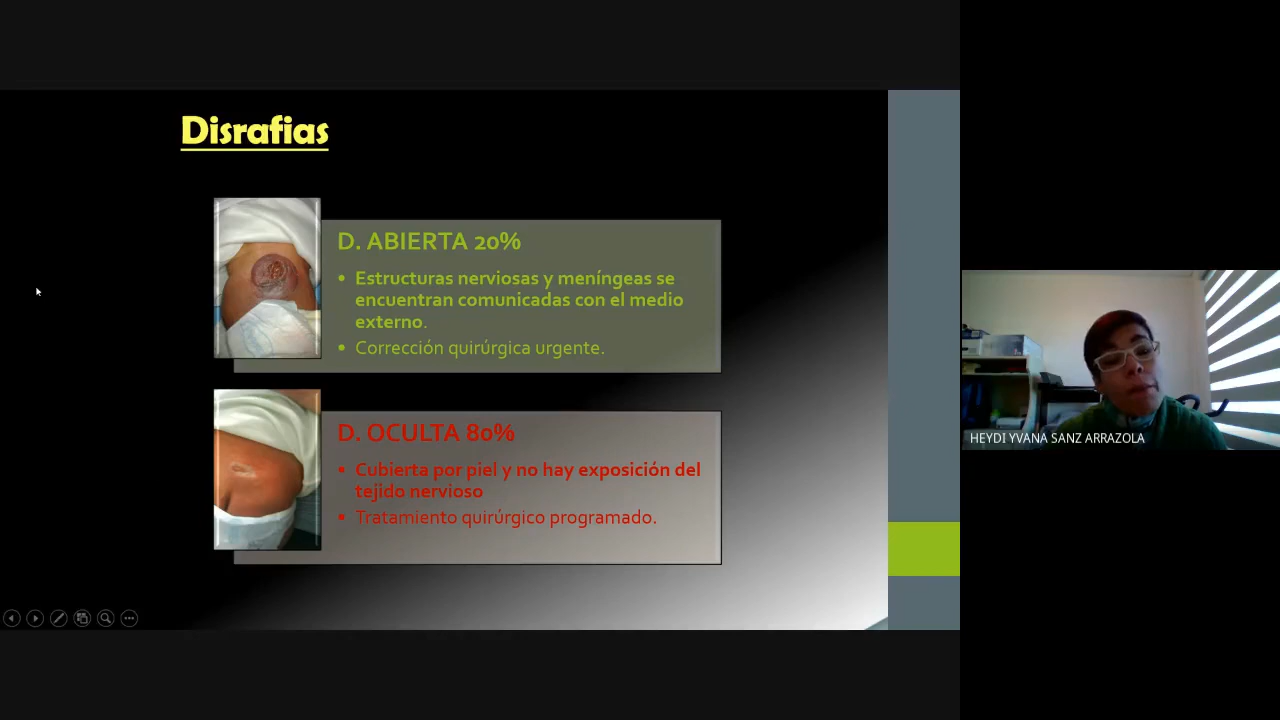 Disrafias
D. ABIERTA 20%
• Estructuras nerviosas y meníngeas se
encuentran comunicadas con el medio
externo.
• Corrección quirúrgica urgente.
D. OCULTA 80%
• Cubierta por piel y no hay exposición del
tejido nervioso
• Tratamiento quirúrgico programado.
HEYDI YVANA SANZ ARRAZOLA